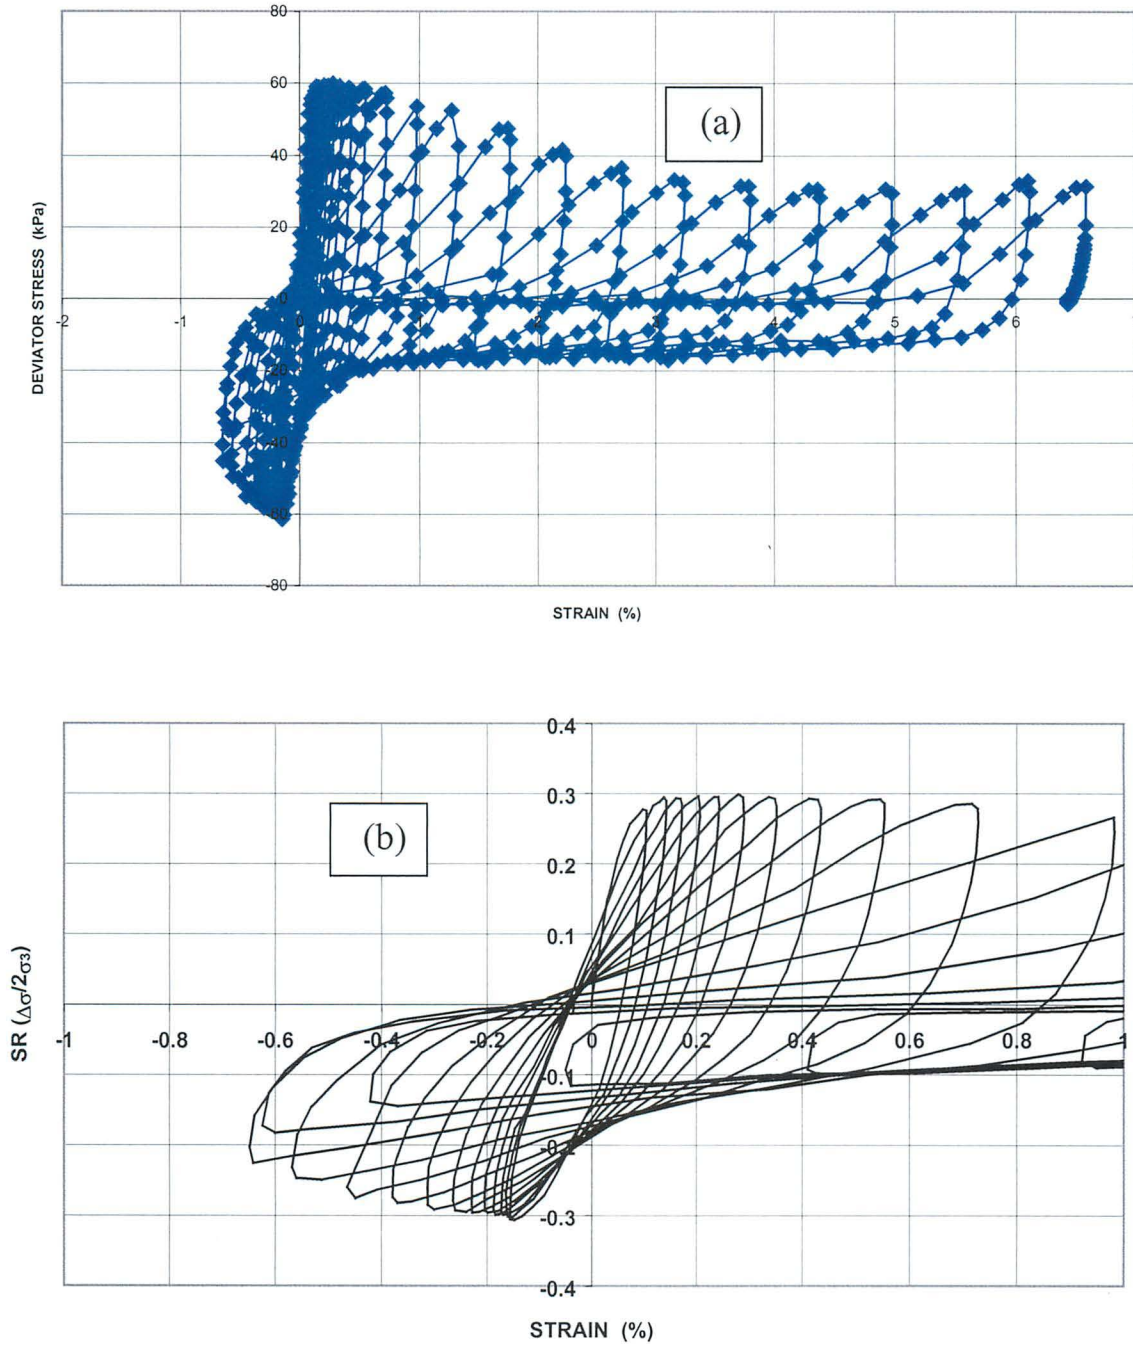 80
60
(a)
40
20
0
-2 -1 0 1 2 3 4 5 6
-20
-40
-60
-80
DEVIATOR STRESS (kPa)
STRAIN (%)
0.4
0.3
(b)
0.2
0.1
-1 -0.8 -0.6 -0.4 -0.2 0 0.2 0.4 0.6 0.8 1
-0.1
-0.2
-0.3
-0.4
SR (Δσ/2σ3)
STRAIN (%)